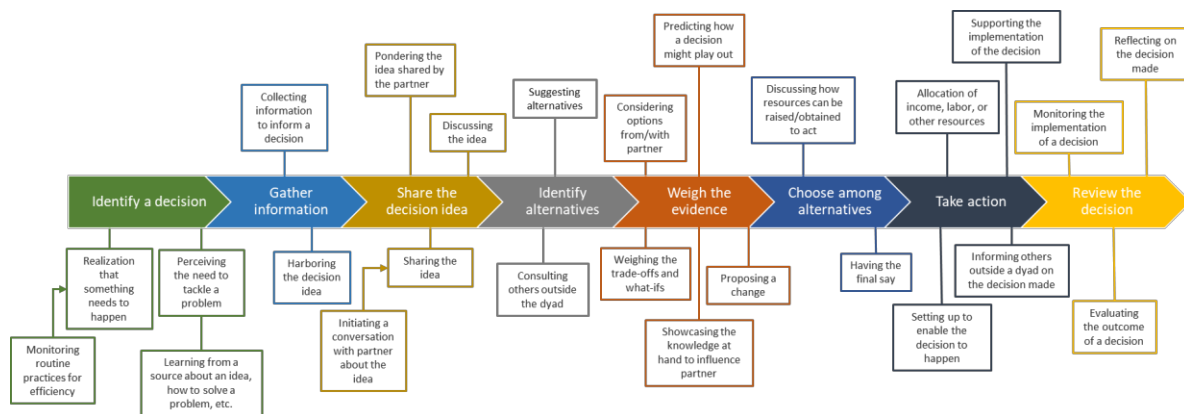 Supporting the
implementation
of the decision
Predicting how
a decision
might play out
Reflecting on
the decision
made
Pondering the
idea shared by
the partner
Collecting
information
to inform a
decision
Suggesting
alternatives
Discussing how
resources can be
raised/obtained
to act
Allocation of
income, labor, or
other resources
Considering
options
from/with
partner
Monitoring the
implementation
of a decision
Discussing
the idea
Identify a decision
Gather
information
Share the
decision idea
Identify
alternatives
Weigh the
evidence
Choose among
alternatives
Take action
Review the
decision
Realization
that
something
needs to
happen
Perceiving
the need to
tackle a
problem
Harboring
the decision
idea
Sharing the
idea
Consulting
others outside
the dyad
Weighing the
trade-offs and
what-ifs
Proposing
a change
Having the
final say
Informing others
outside a dyad on
the decision made
Monitoring
routine
practices for
efficiency
Learning from a
source about an idea,
how to solve a
problem, etc.
Initiating a
conversation
with partner
about the
idea
Showcasing the
knowledge at
hand to influence
partner
Setting up to
enable the
decision to
happen
Evaluating
the outcome
of a decision